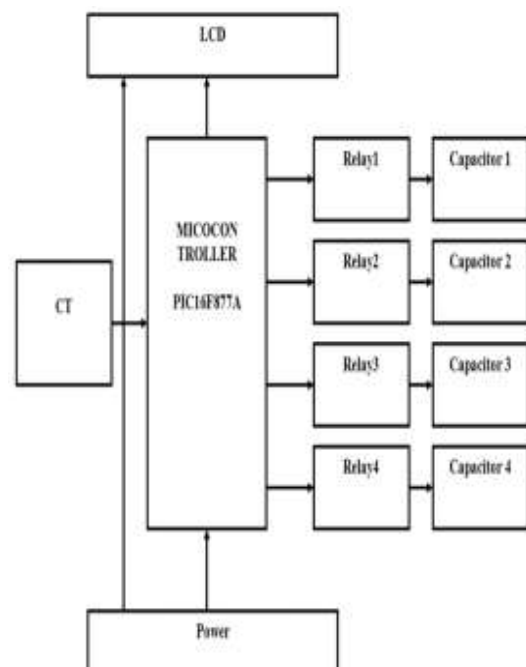 LCD
MICOCON
TROLLER
PIC16F877A
CT
Relay1
Capacitor 1
Relay2
Capacitor 2
Relay3
Capacitor 3
Relay4
Capacitor 4
Power